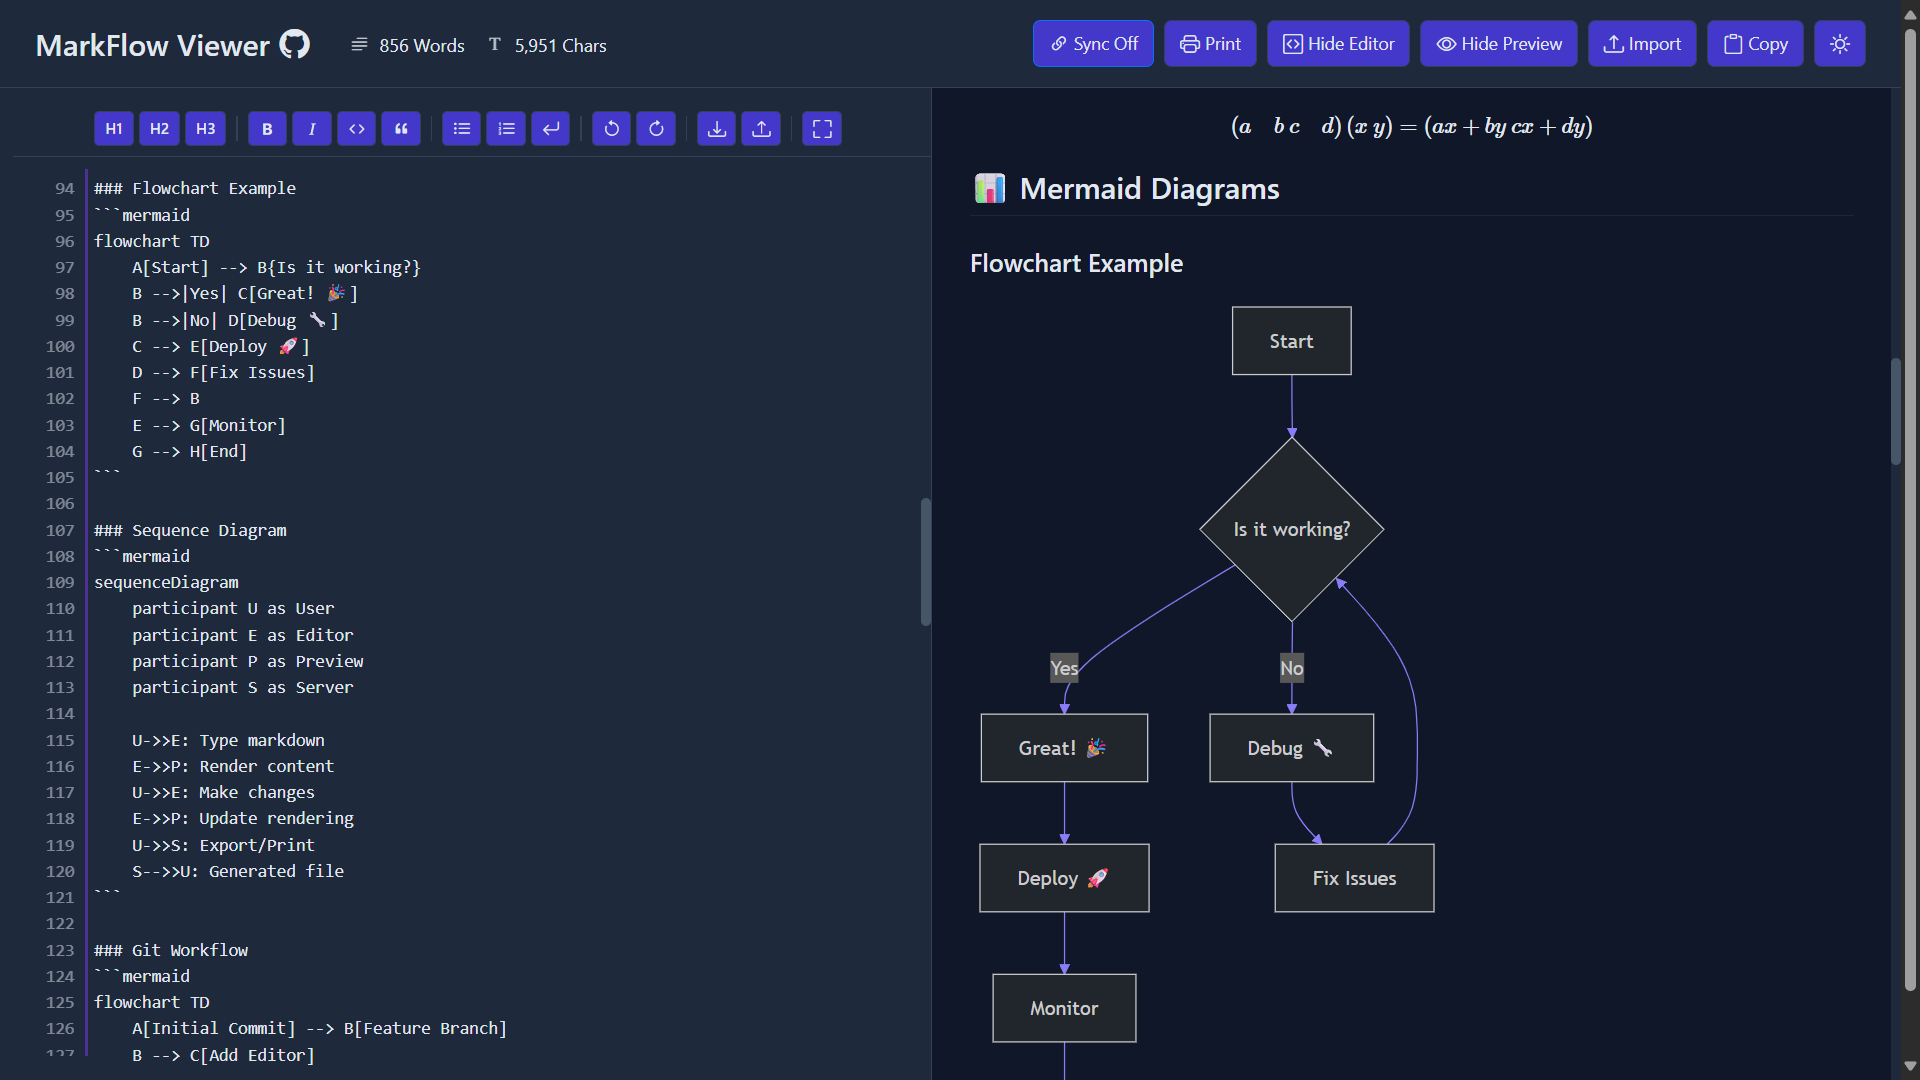 MarkFlow Viewer
856 Words
5,951 Chars
Sync Off
Print
Hide Editor
Hide Preview
Import
Copy
H1
H2
H3
B
I
94 ### Flowchart Example
95 ```mermaid
96 flowchart TD
97     A[Start] --> B{Is it working?}
98     B -->|Yes| C[Great! 🎉]
99     B -->|No| D[Debug 🔧]
100     C --> E[Deploy 🚀]
101     D --> F[Fix Issues]
102     F --> B
103     E --> G[Monitor]
104     G --> H[End]
105 ```
106
107 ### Sequence Diagram
108 ```mermaid
109 sequenceDiagram
110     participant U as User
111     participant E as Editor
112     participant P as Preview
113     participant S as Server
114
115     U->>E: Type markdown
116     E->>P: Render content
117     U->>E: Make changes
118     E->>P: Update rendering
119     U->>S: Export/Print
120     S-->>U: Generated file
121 ```
122
123 ### Git Workflow
124 ```mermaid
125 flowchart TD
126     A[Initial Commit] --> B[Feature Branch]
127     B --> C[Add Editor]
(a  b c  d)(x y) = (ax + by cx + dy)
📊 Mermaid Diagrams
Flowchart Example
Start
Is it working?
Yes
No
Great! 🎉
Debug 🔧
Deploy 🚀
Fix Issues
Monitor